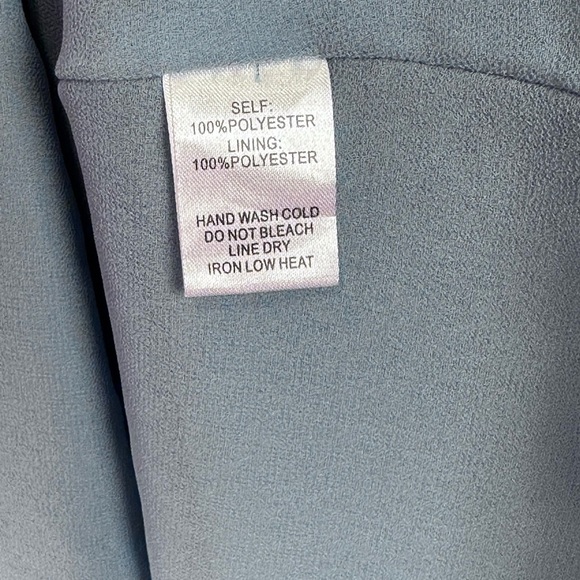 SELF:
100%POLYESTER
LINING:
100%POLYESTER
HAND WASH COLD
DO NOT BLEACH
LINE DRY
IRON LOW HEAT